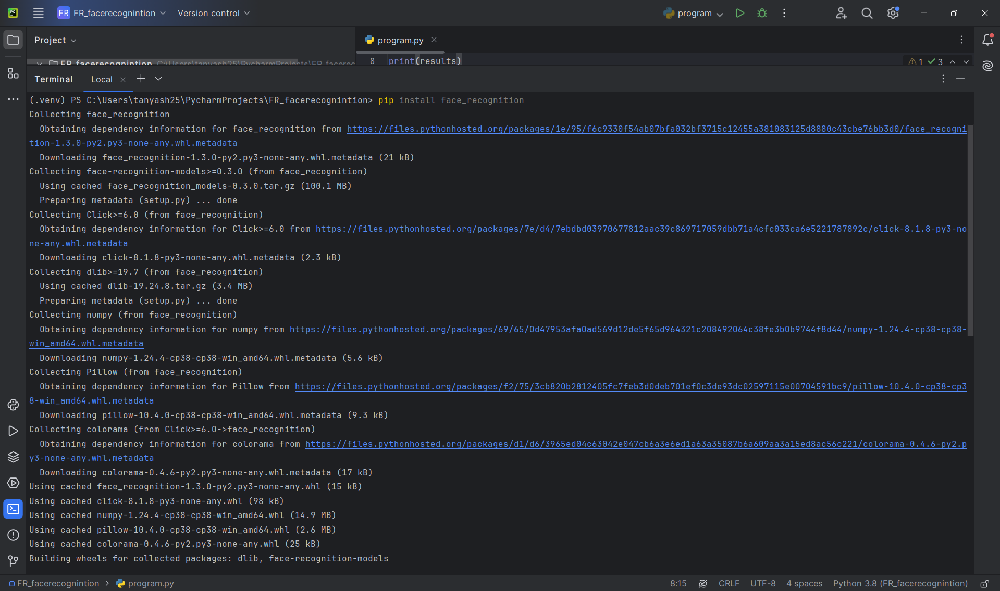 FR FR_facerecognintion Version control program
Project program.py
FR_facerecognintion C:\Users\tanyash25\PycharmProjects\FR_facerec
8 print(results) 1 3
Terminal Local
(.venv) PS C:\Users\tanyash25\PycharmProjects\FR_facerecognintion> pip install face_recognition
Collecting face_recognition
Obtaining dependency information for face_recognition from https://files.pythonhosted.org/packages/1e/95/f6c9330f54ab07bfa032bf3715c12455a381083125d8880c43cbe76bb3d0/face_recogni
tion-1.3.0-py2.py3-none-any.whl.metadata
Downloading face_recognition-1.3.0-py2.py3-none-any.whl.metadata (21 kB)
Collecting face-recognition-models>=0.3.0 (from face_recognition)
Using cached face_recognition_models-0.3.0.tar.gz (100.1 MB)
Preparing metadata (setup.py) ... done
Collecting Click>=6.0 (from face_recognition)
Obtaining dependency information for Click>=6.0 from https://files.pythonhosted.org/packages/7e/d4/7ebdbd03970677812aac39c869717059dbb71a4cfc033ca6e5221787892c/click-8.1.8-py3-no
ne-any.whl.metadata
Downloading click-8.1.8-py3-none-any.whl.metadata (2.3 kB)
Collecting dlib>=19.7 (from face_recognition)
Using cached dlib-19.24.8.tar.gz (3.4 MB)
Preparing metadata (setup.py) ... done
Collecting numpy (from face_recognition)
Obtaining dependency information for numpy from https://files.pythonhosted.org/packages/69/65/0d47953afa0ad569d12de5f65d964321c208492064c38fe3b0b9744f8d44/numpy-1.24.4-cp38-cp38-
win_amd64.whl.metadata
Downloading numpy-1.24.4-cp38-cp38-win_amd64.whl.metadata (5.6 kB)
Collecting Pillow (from face_recognition)
Obtaining dependency information for Pillow from https://files.pythonhosted.org/packages/f2/75/3cb820b2812405fc7feb3d0deb701ef0c3de93dc02597115e00704591bc9/pillow-10.4.0-cp38-cp3
8-win_amd64.whl.metadata
Downloading pillow-10.4.0-cp38-cp38-win_amd64.whl.metadata (9.3 kB)
Collecting colorama (from Click>=6.0->face_recognition)
Obtaining dependency information for colorama from https://files.pythonhosted.org/packages/d1/d6/3965ed04c63042e047cb6a3e6ed1a63a35087b6a609aa3a15ed8ac56c221/colorama-0.4.6-py2.p
y3-none-any.whl.metadata
Downloading colorama-0.4.6-py2.py3-none-any.whl.metadata (17 kB)
Using cached face_recognition-1.3.0-py2.py3-none-any.whl (15 kB)
Using cached click-8.1.8-py3-none-any.whl (98 kB)
Using cached numpy-1.24.4-cp38-cp38-win_amd64.whl (14.9 MB)
Using cached pillow-10.4.0-cp38-cp38-win_amd64.whl (2.6 MB)
Using cached colorama-0.4.6-py2.py3-none-any.whl (25 kB)
Building wheels for collected packages: dlib, face-recognition-models
FR_facerecognintion > program.py 8:15 CRLF UTF-8 4 spaces Python 3.8 (FR_facerecognintion)